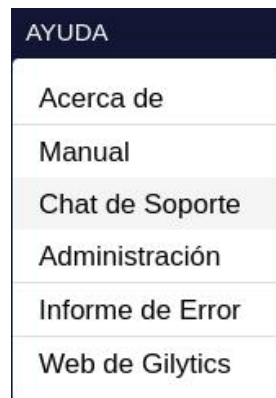 AYUDA
Acerca de
Manual
Chat de Soporte
Administración
Informe de Error
Web de Gilytics